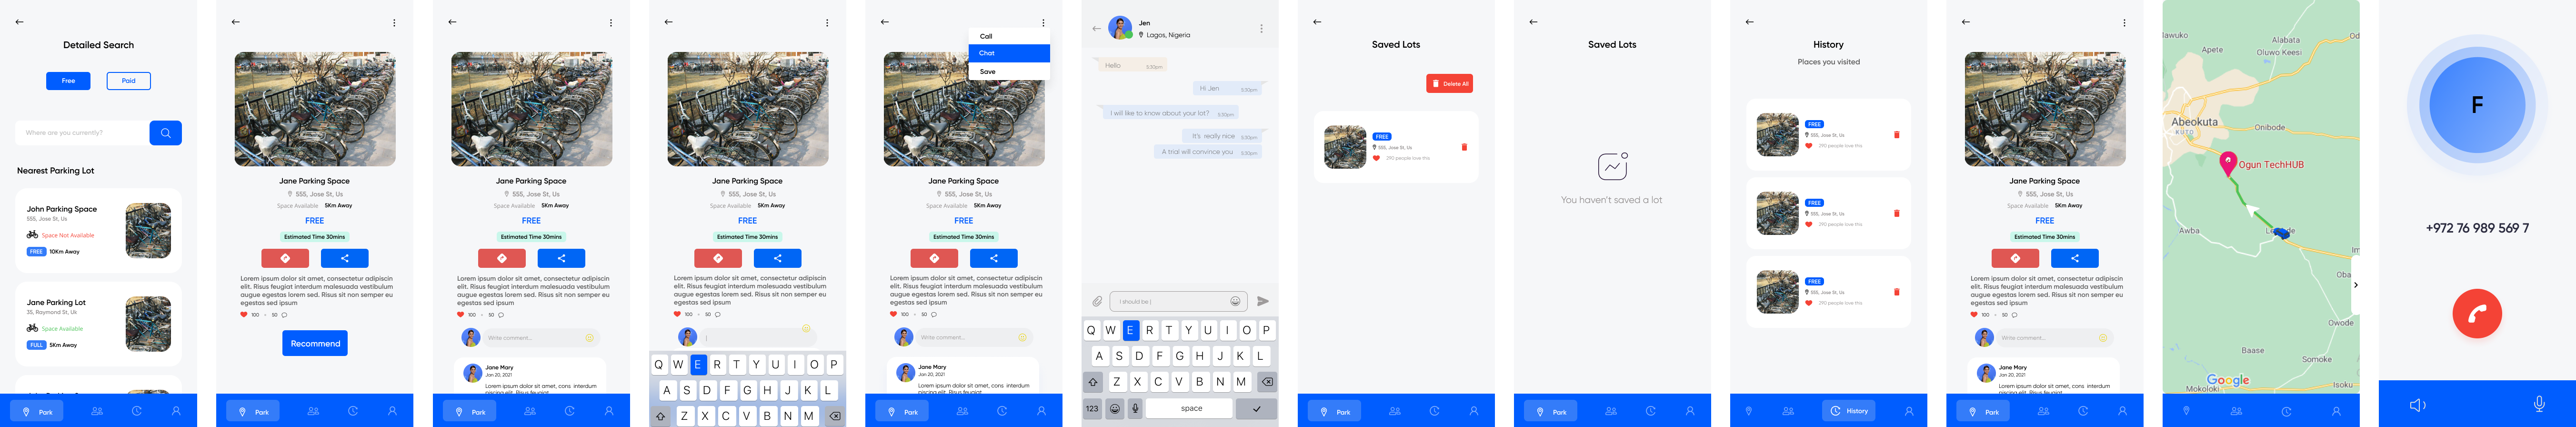 Detailed Search
Free
Paid
Where are you currently?
Nearest Parking Lot
John Parking Space
555, Jose St, Us
Space Not Available
FREE
10Km Away
Jane Parking Lot
35, Raymond St, Uk
Space Available
FULL
5Km Away
Park
Jane Parking Space
555, Jose St, Us
Space Available 5Km Away
FREE
Estimated Time 30mins
Lorem ipsum dolor sit amet, consectetur adipiscin
elit. Risus feugiat interdum malesuada vestibulum
augue egestas lorem sed. Risus sit non semper eu
egestas sed ipsum
100 50
Recommend
Park
Jane Parking Space
555, Jose St, Us
Space Available 5Km Away
FREE
Estimated Time 30mins
Lorem ipsum dolor sit amet, consectetur adipiscin
elit. Risus feugiat interdum malesuada vestibulum
augue egestas lorem sed. Risus sit non semper eu
egestas sed ipsum
100 50
Write comment...
Jane Mary
Jan 20, 2021
Lorem ipsum dolor sit amet, cons interdum
Park
Jane Parking Space
555, Jose St, Us
Space Available 5Km Away
FREE
Estimated Time 30mins
Lorem ipsum dolor sit amet, consectetur adipiscin
elit. Risus feugiat interdum malesuada vestibulum
augue egestas lorem sed. Risus sit non semper eu
egestas sed ipsum
100 50
Q W E R T Y U I O P
A S D F G H J K L
Z X C V B N M
Call
Chat
Save
Jane Parking Space
555, Jose St, Us
Space Available 5Km Away
FREE
Estimated Time 30mins
Lorem ipsum dolor sit amet, consectetur adipiscin
elit. Risus feugiat interdum malesuada vestibulum
augue egestas lorem sed. Risus sit non semper eu
egestas sed ipsum
100 50
Write comment...
Jane Mary
Jan 20, 2021
Lorem ipsum dolor sit amet, cons interdum
Park
Jen
Lagos, Nigeria
Hello 5:30pm
Hi Jen 5:30pm
I will like to know about your lot? 5:30pm
It's really nice 5:30pm
A trial will convince you 5:30pm
I should be |
Q W E R T Y U I O P
A S D F G H J K L
Z X C V B N M
123 space
Saved Lots
Delete All
FREE
555, Jose St, Us
290 people love this
Park
Saved Lots
You haven't saved a lot
Park
History
Places you visited
FREE
555, Jose St, Us
290 people love this
FREE
555, Jose St, Us
290 people love this
FREE
555, Jose St, Us
290 people love this
History
Jane Parking Space
555, Jose St, Us
Space Available 5Km Away
FREE
Estimated Time 30mins
Lorem ipsum dolor sit amet, consectetur adipiscin
elit. Risus feugiat interdum malesuada vestibulum
augue egestas lorem sed. Risus sit non semper eu
egestas sed ipsum
100 50
Write comment...
Jane Mary
Jan 20, 2021
Lorem ipsum dolor sit amet, cons interdum
Park
Alabata
Apete
Oluwo Keesi
Abeokuta
Onibode
Ogun TechHUB
Awba
Owode
Baase
Somoke
Google
Isoku
Mokoloki
F
+972 76 989 569 7